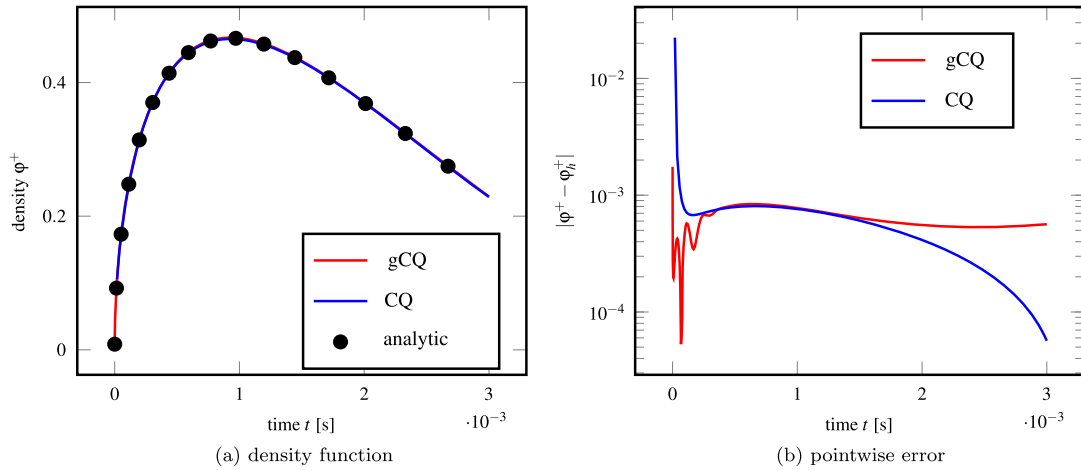 0.4
0.2
0
density φ⁺
gCQ
CQ
analytic
0
1
2
3
time t [s]
·10⁻³
(a) density function
10⁻²
10⁻³
10⁻⁴
|φ⁺ − φₕ⁺|
gCQ
CQ
0
1
2
3
time t [s]
·10⁻³
(b) pointwise error